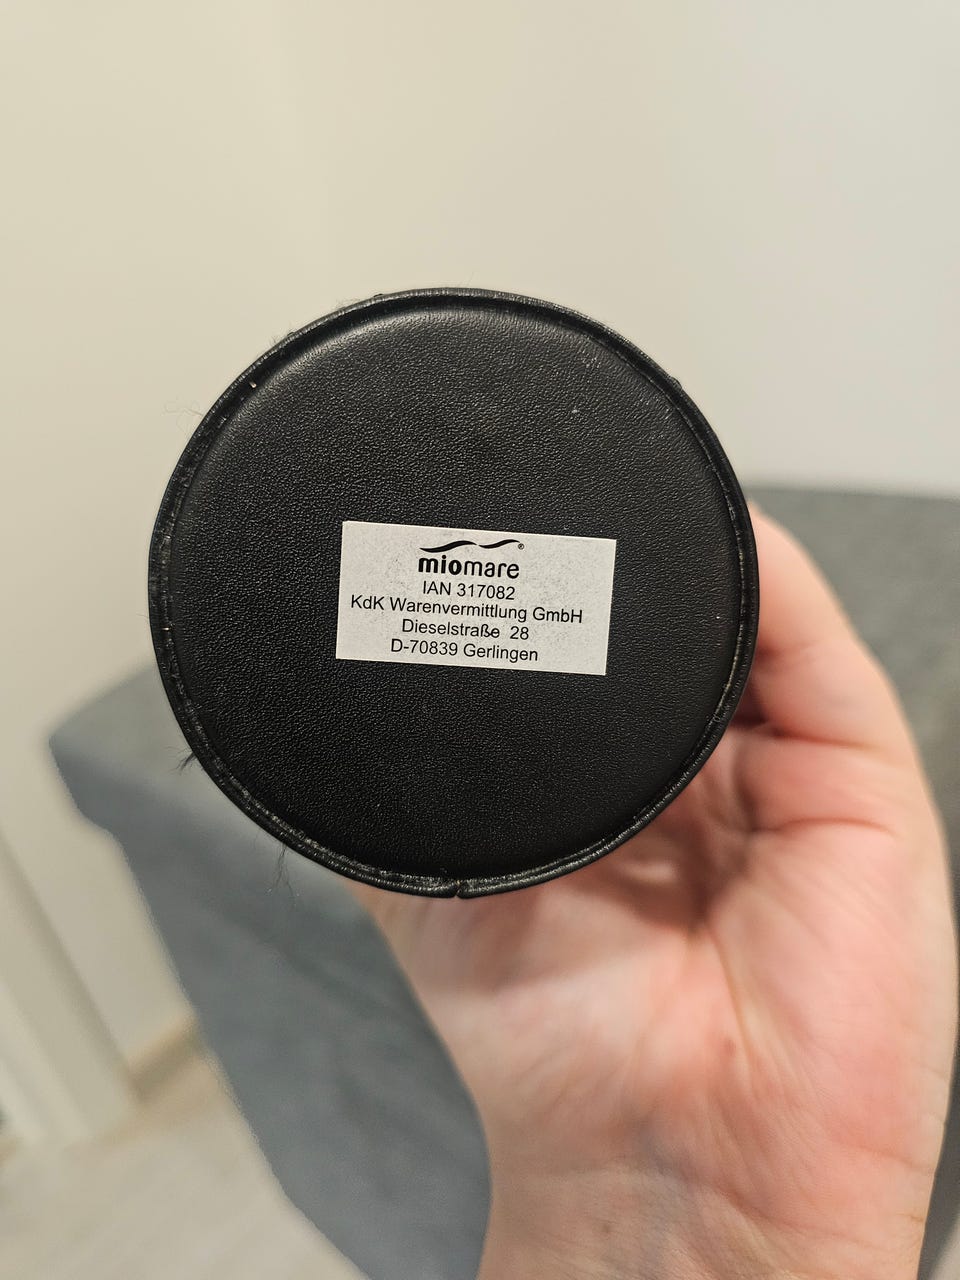 miomare®
IAN 317082
KdK Warenvermittlung GmbH
Dieselstraße 28
D-70839 Gerlingen